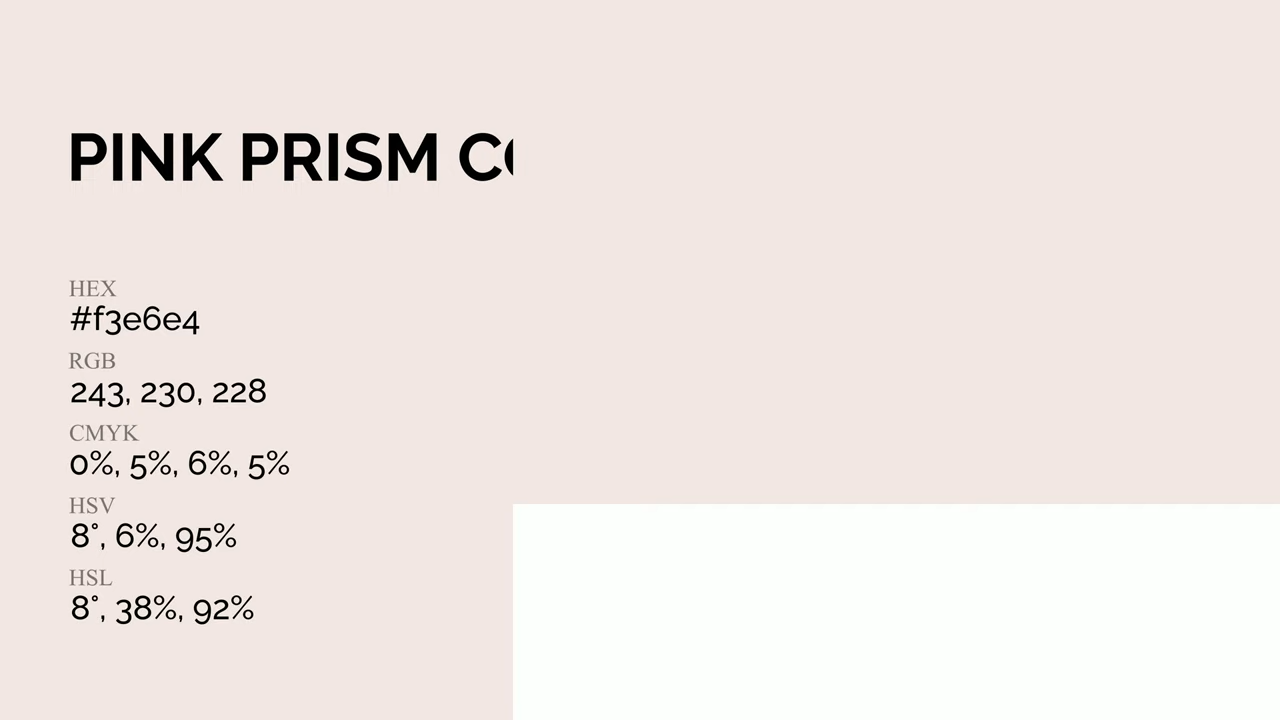 PINK PRISM
HEX
#f3e6e4
RGB
243, 230, 228
CMYK
0%, 5%, 6%, 5%
HSV
8°, 6%, 95%
HSL
8°, 38%, 92%